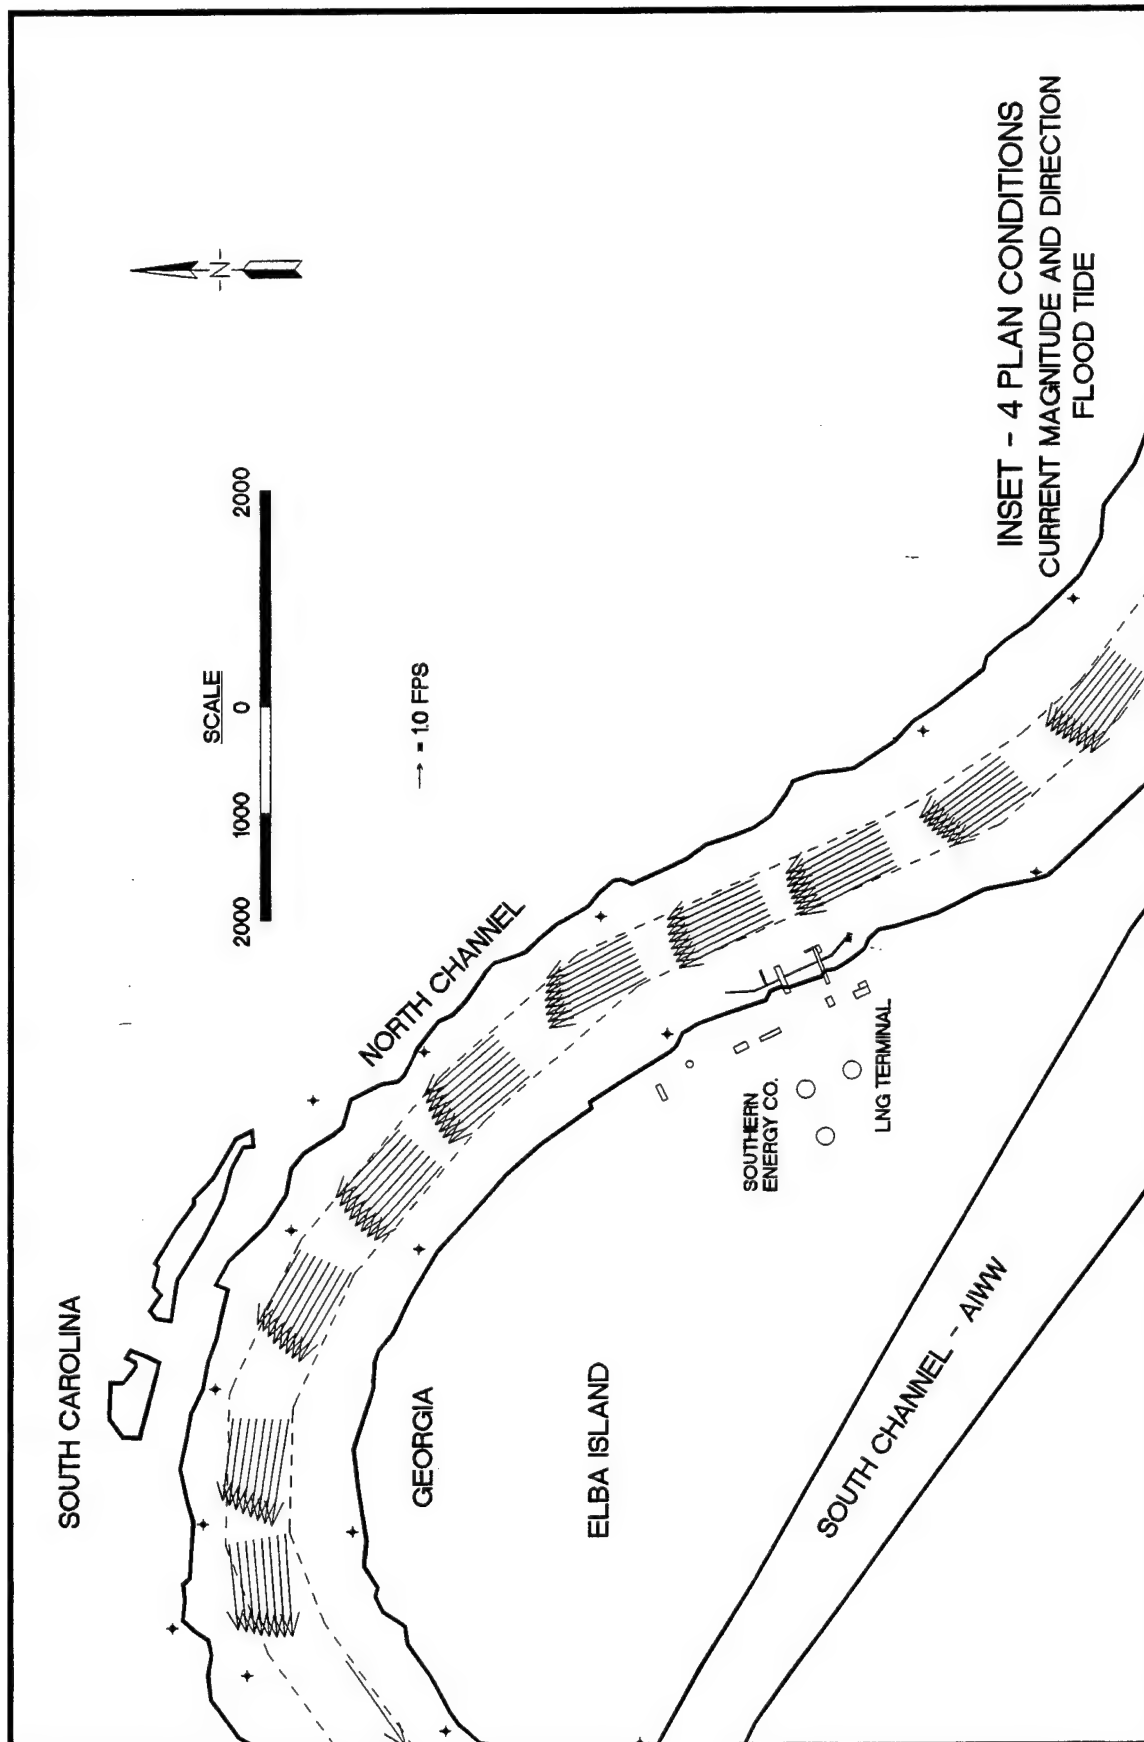 SOUTH CAROLINA
SCALE
2000 1000 0 2000
N
= 1.0 FPS
NORTH CHANNEL
GEORGIA
ELBA ISLAND
SOUTHERN
ENERGY CO.
LNG TERMINAL
SOUTH CHANNEL - AIWW
INSET - 4 PLAN CONDITIONS
CURRENT MAGNITUDE AND DIRECTION
FLOOD TIDE